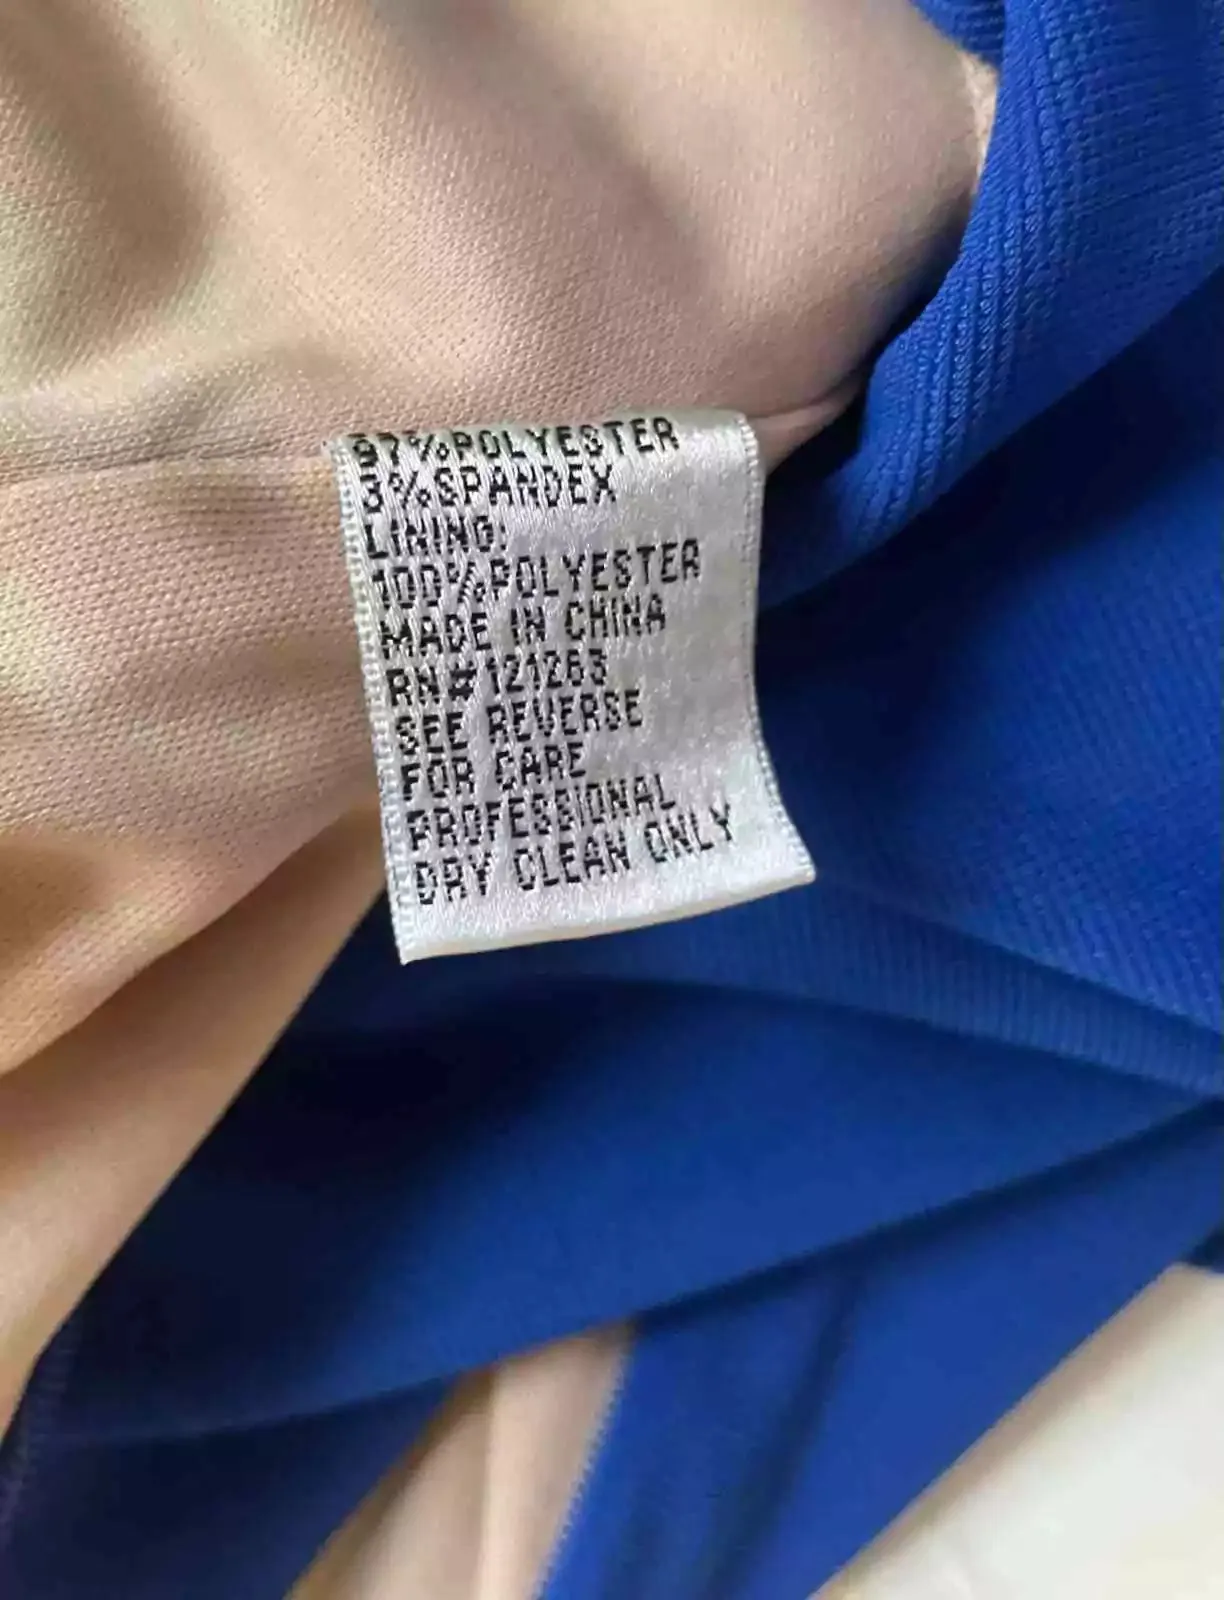 97%POLYESTER
3%SPANDEX
LINING:
100%POLYESTER
MADE IN CHINA
RN#121263
SEE REVERSE
FOR CARE
PROFESSIONAL
DRY CLEAN ONLY